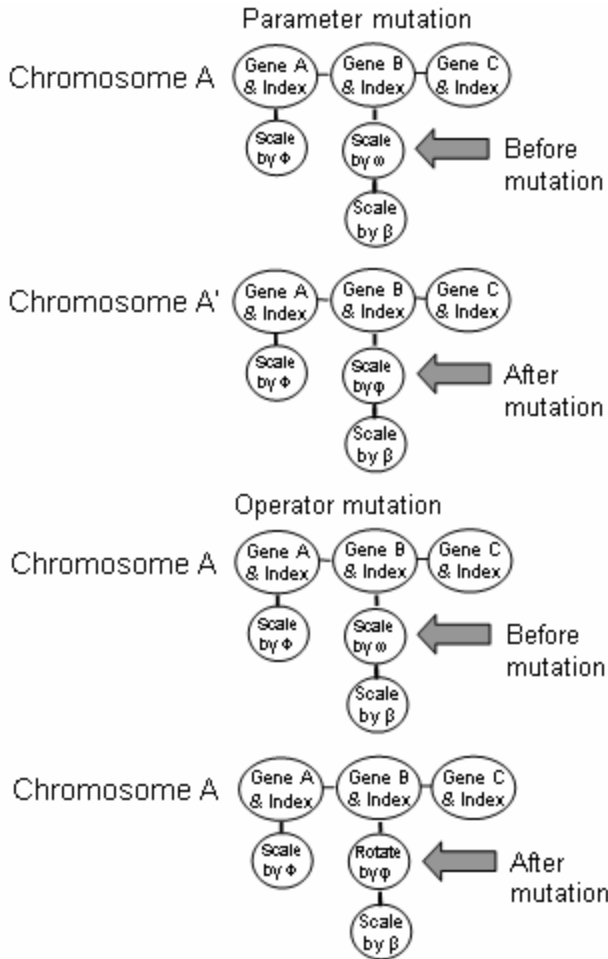 Parameter mutation
Chromosome A
Gene A
& Index
Gene B
& Index
Gene C
& Index
Scale
by Φ
Scale
by ω
Before
mutation
Scale
by β
Chromosome A'
Gene A
& Index
Gene B
& Index
Gene C
& Index
Scale
by Φ
Scale
by φ
After
mutation
Scale
by β
Operator mutation
Chromosome A
Gene A
& Index
Gene B
& Index
Gene C
& Index
Scale
by Φ
Scale
by ω
Before
mutation
Scale
by β
Chromosome A
Gene A
& Index
Gene B
& Index
Gene C
& Index
Scale
by Φ
Rotate
by φ
After
mutation
Scale
by β